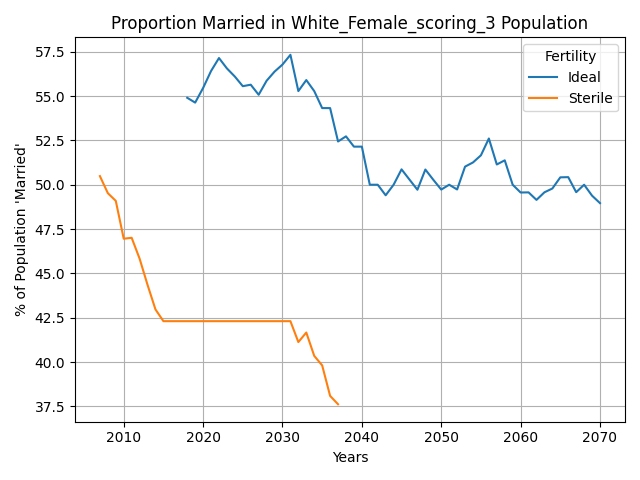 Proportion Married in White_Female_scoring_3 Population
57.5
55.0
52.5
50.0
47.5
45.0
42.5
40.0
37.5
% of Population 'Married'
Fertility
Ideal
Sterile
2010 2020 2030 2040 2050 2060 2070
Years